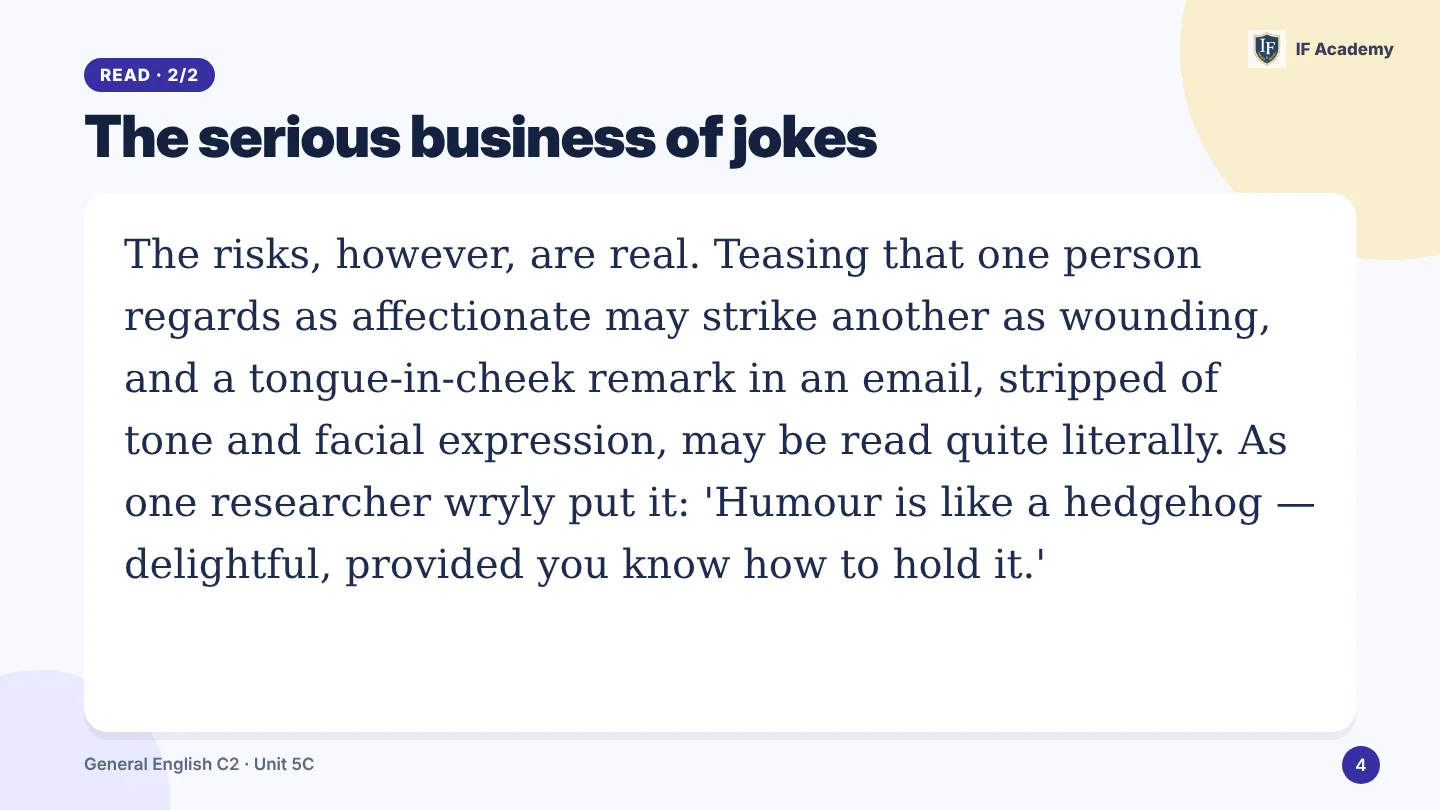 IF
IF Academy
READ · 2/2
The serious business of jokes
The risks, however, are real. Teasing that one person
regards as affectionate may strike another as wounding,
and a tongue-in-cheek remark in an email, stripped of
tone and facial expression, may be read quite literally. As
one researcher wryly put it: 'Humour is like a hedgehog —
delightful, provided you know how to hold it.'
General English C2 · Unit 5C
4